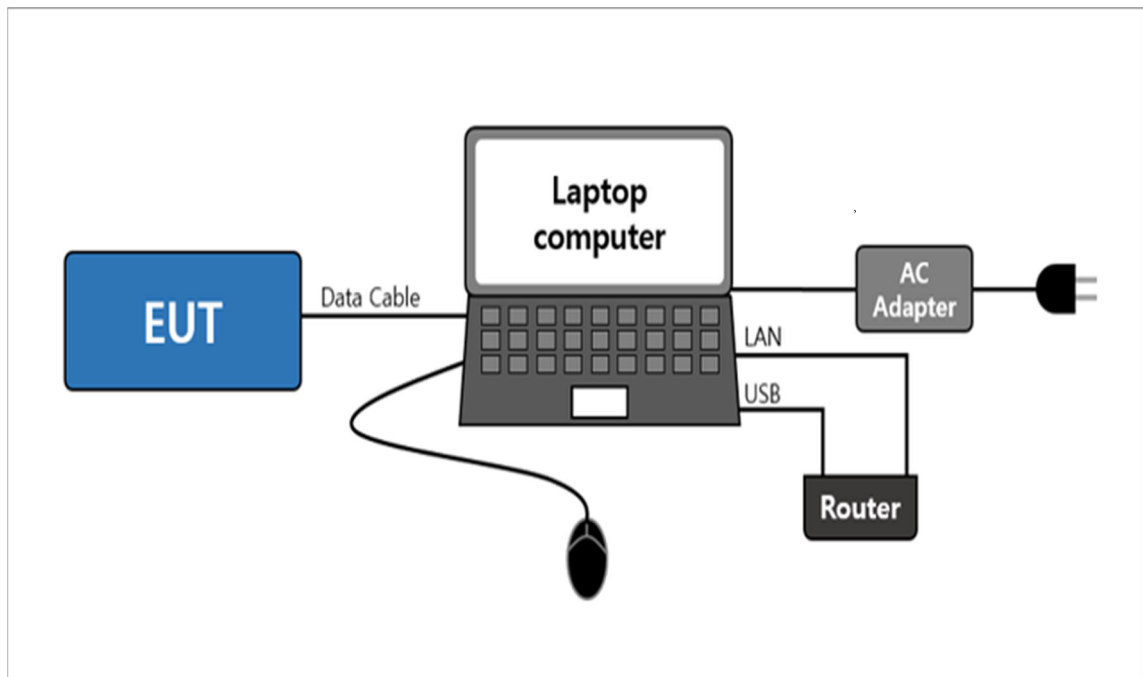 Laptop
computer
EUT
Data Cable
AC
Adapter
LAN
USB
Router